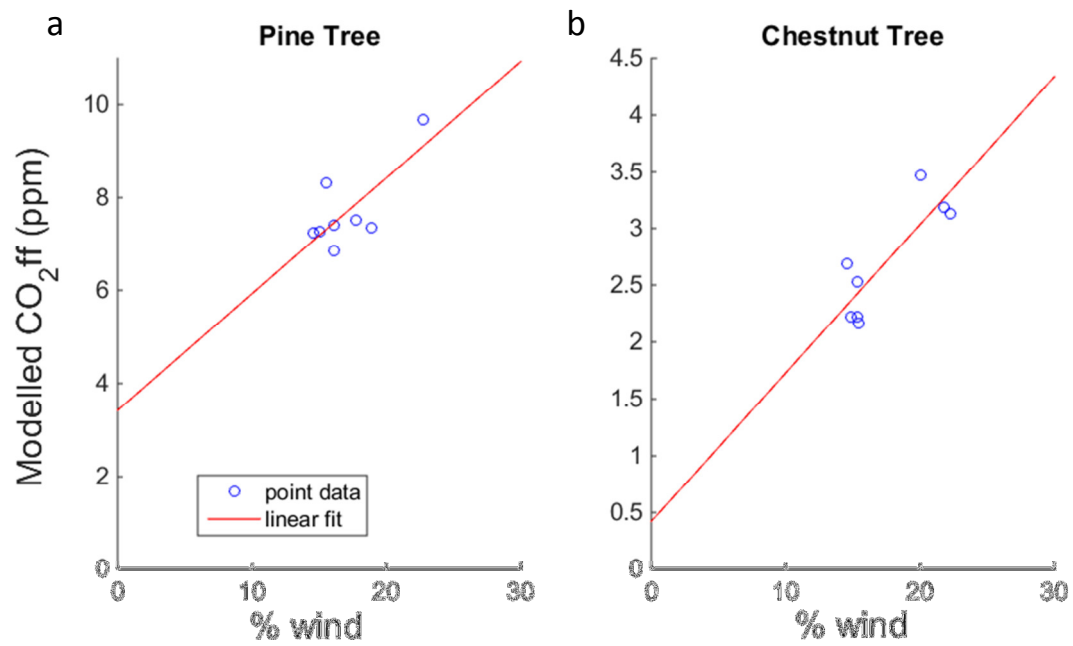 a
Pine Tree
b
Chestnut Tree
Modelled CO2ff (ppm)
10
8
6
4
2
0
point data
linear fit
0 10 20 30
% wind
4.5
4
3.5
3
2.5
2
1.5
1
0.5
0
0 10 20 30
% wind